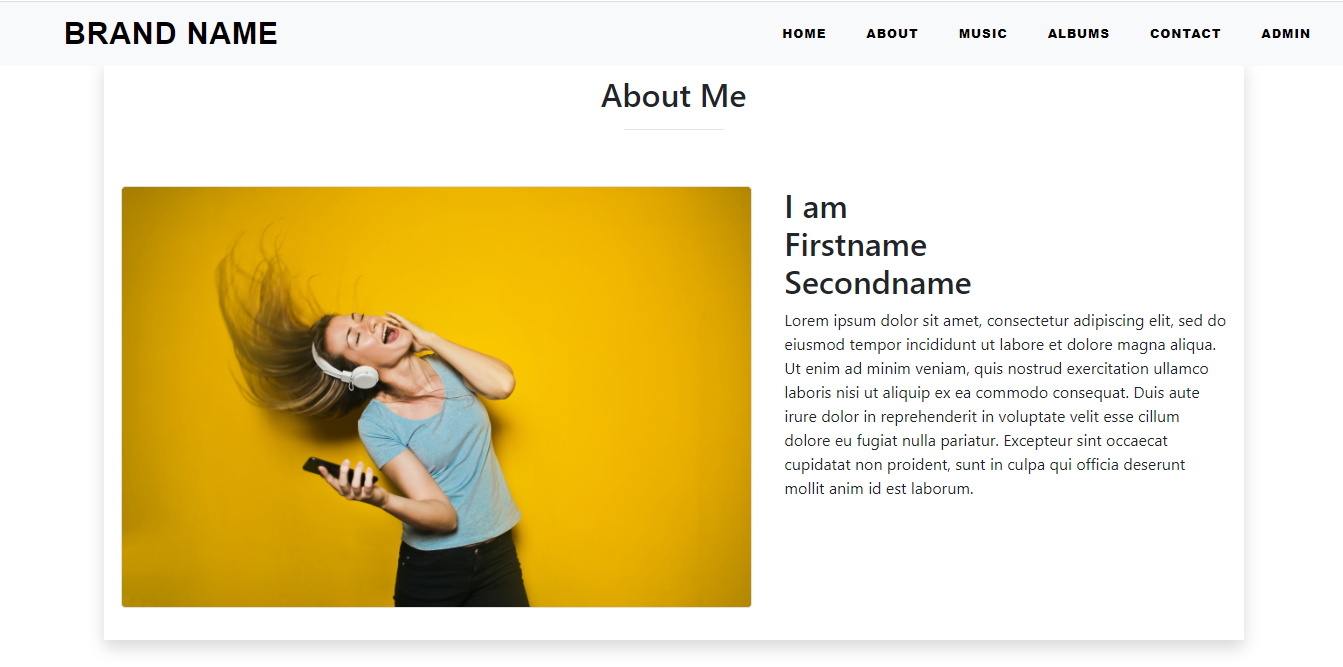 BRAND NAME
HOME ABOUT MUSIC ALBUMS CONTACT ADMIN
About Me
I am
Firstname
Secondname
Lorem ipsum dolor sit amet, consectetur adipiscing elit, sed do
eiusmod tempor incididunt ut labore et dolore magna aliqua.
Ut enim ad minim veniam, quis nostrud exercitation ullamco
laboris nisi ut aliquip ex ea commodo consequat. Duis aute
irure dolor in reprehenderit in voluptate velit esse cillum
dolore eu fugiat nulla pariatur. Excepteur sint occaecat
cupidatat non proident, sunt in culpa qui officia deserunt
mollit anim id est laborum.